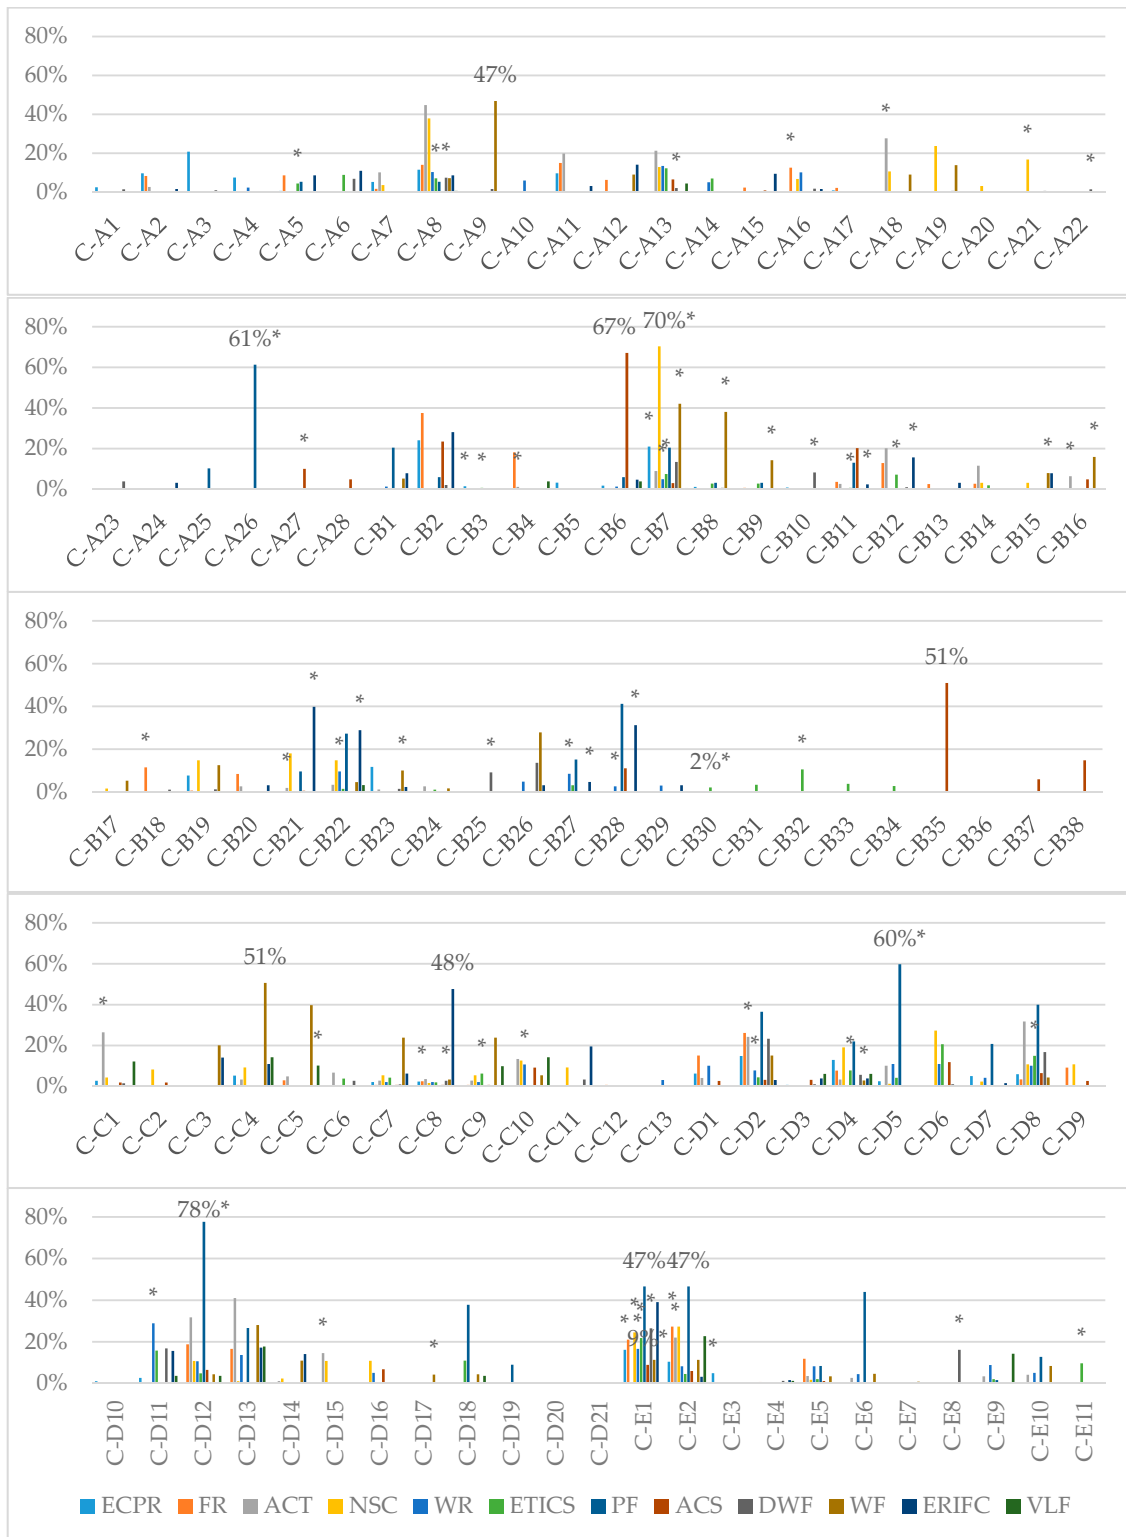 80%
60%
47%
40%
* * * * * * * * *
20%
0%
C-A1 C-A2 C-A3 C-A4 C-A5 C-A6 C-A7 C-A8 C-A9 C-A10 C-A11 C-A12 C-A13 C-A14 C-A15 C-A16 C-A17 C-A18 C-A19 C-A20 C-A21 C-A22
80%
61%* 67% 70%*
60%
* *
40%
* * * * * * * * * * * * * * * *
20%
0%
C-A23 C-A24 C-A25 C-A26 C-A27 C-A28 C-B1 C-B2 C-B3 C-B4 C-B5 C-B6 C-B7 C-B8 C-B9 C-B10 C-B11 C-B12 C-B13 C-B14 C-B15 C-B16
80%
60%
51%
* *
40%
* * * * * * * * * *
20%
2%*
0%
C-B17 C-B18 C-B19 C-B20 C-B21 C-B22 C-B23 C-B24 C-B25 C-B26 C-B27 C-B28 C-B29 C-B30 C-B31 C-B32 C-B33 C-B34 C-B35 C-B36 C-B37 C-B38
80%
60%*
60%
51% 48%
40%
* * * * * * * * * * *
20%
0%
C-C1 C-C2 C-C3 C-C4 C-C5 C-C6 C-C7 C-C8 C-C9 C-C10 C-C11 C-C12 C-C13 C-D1 C-D2 C-D3 C-D4 C-D5 C-D6 C-D7 C-D8 C-D9
80%
78%*
60%
47% 47%
40%
* * * * * * * * * * * * *
20%
9%
0%
C-D10 C-D11 C-D12 C-D13 C-D14 C-D15 C-D16 C-D17 C-D18 C-D19 C-D20 C-D21 C-E1 C-E2 C-E3 C-E4 C-E5 C-E6 C-E7 C-E8 C-E9 C-E10 C-E11
ECPR FR ACT NSC WR ETICS PF ACS DWF WF ERIFC VLF